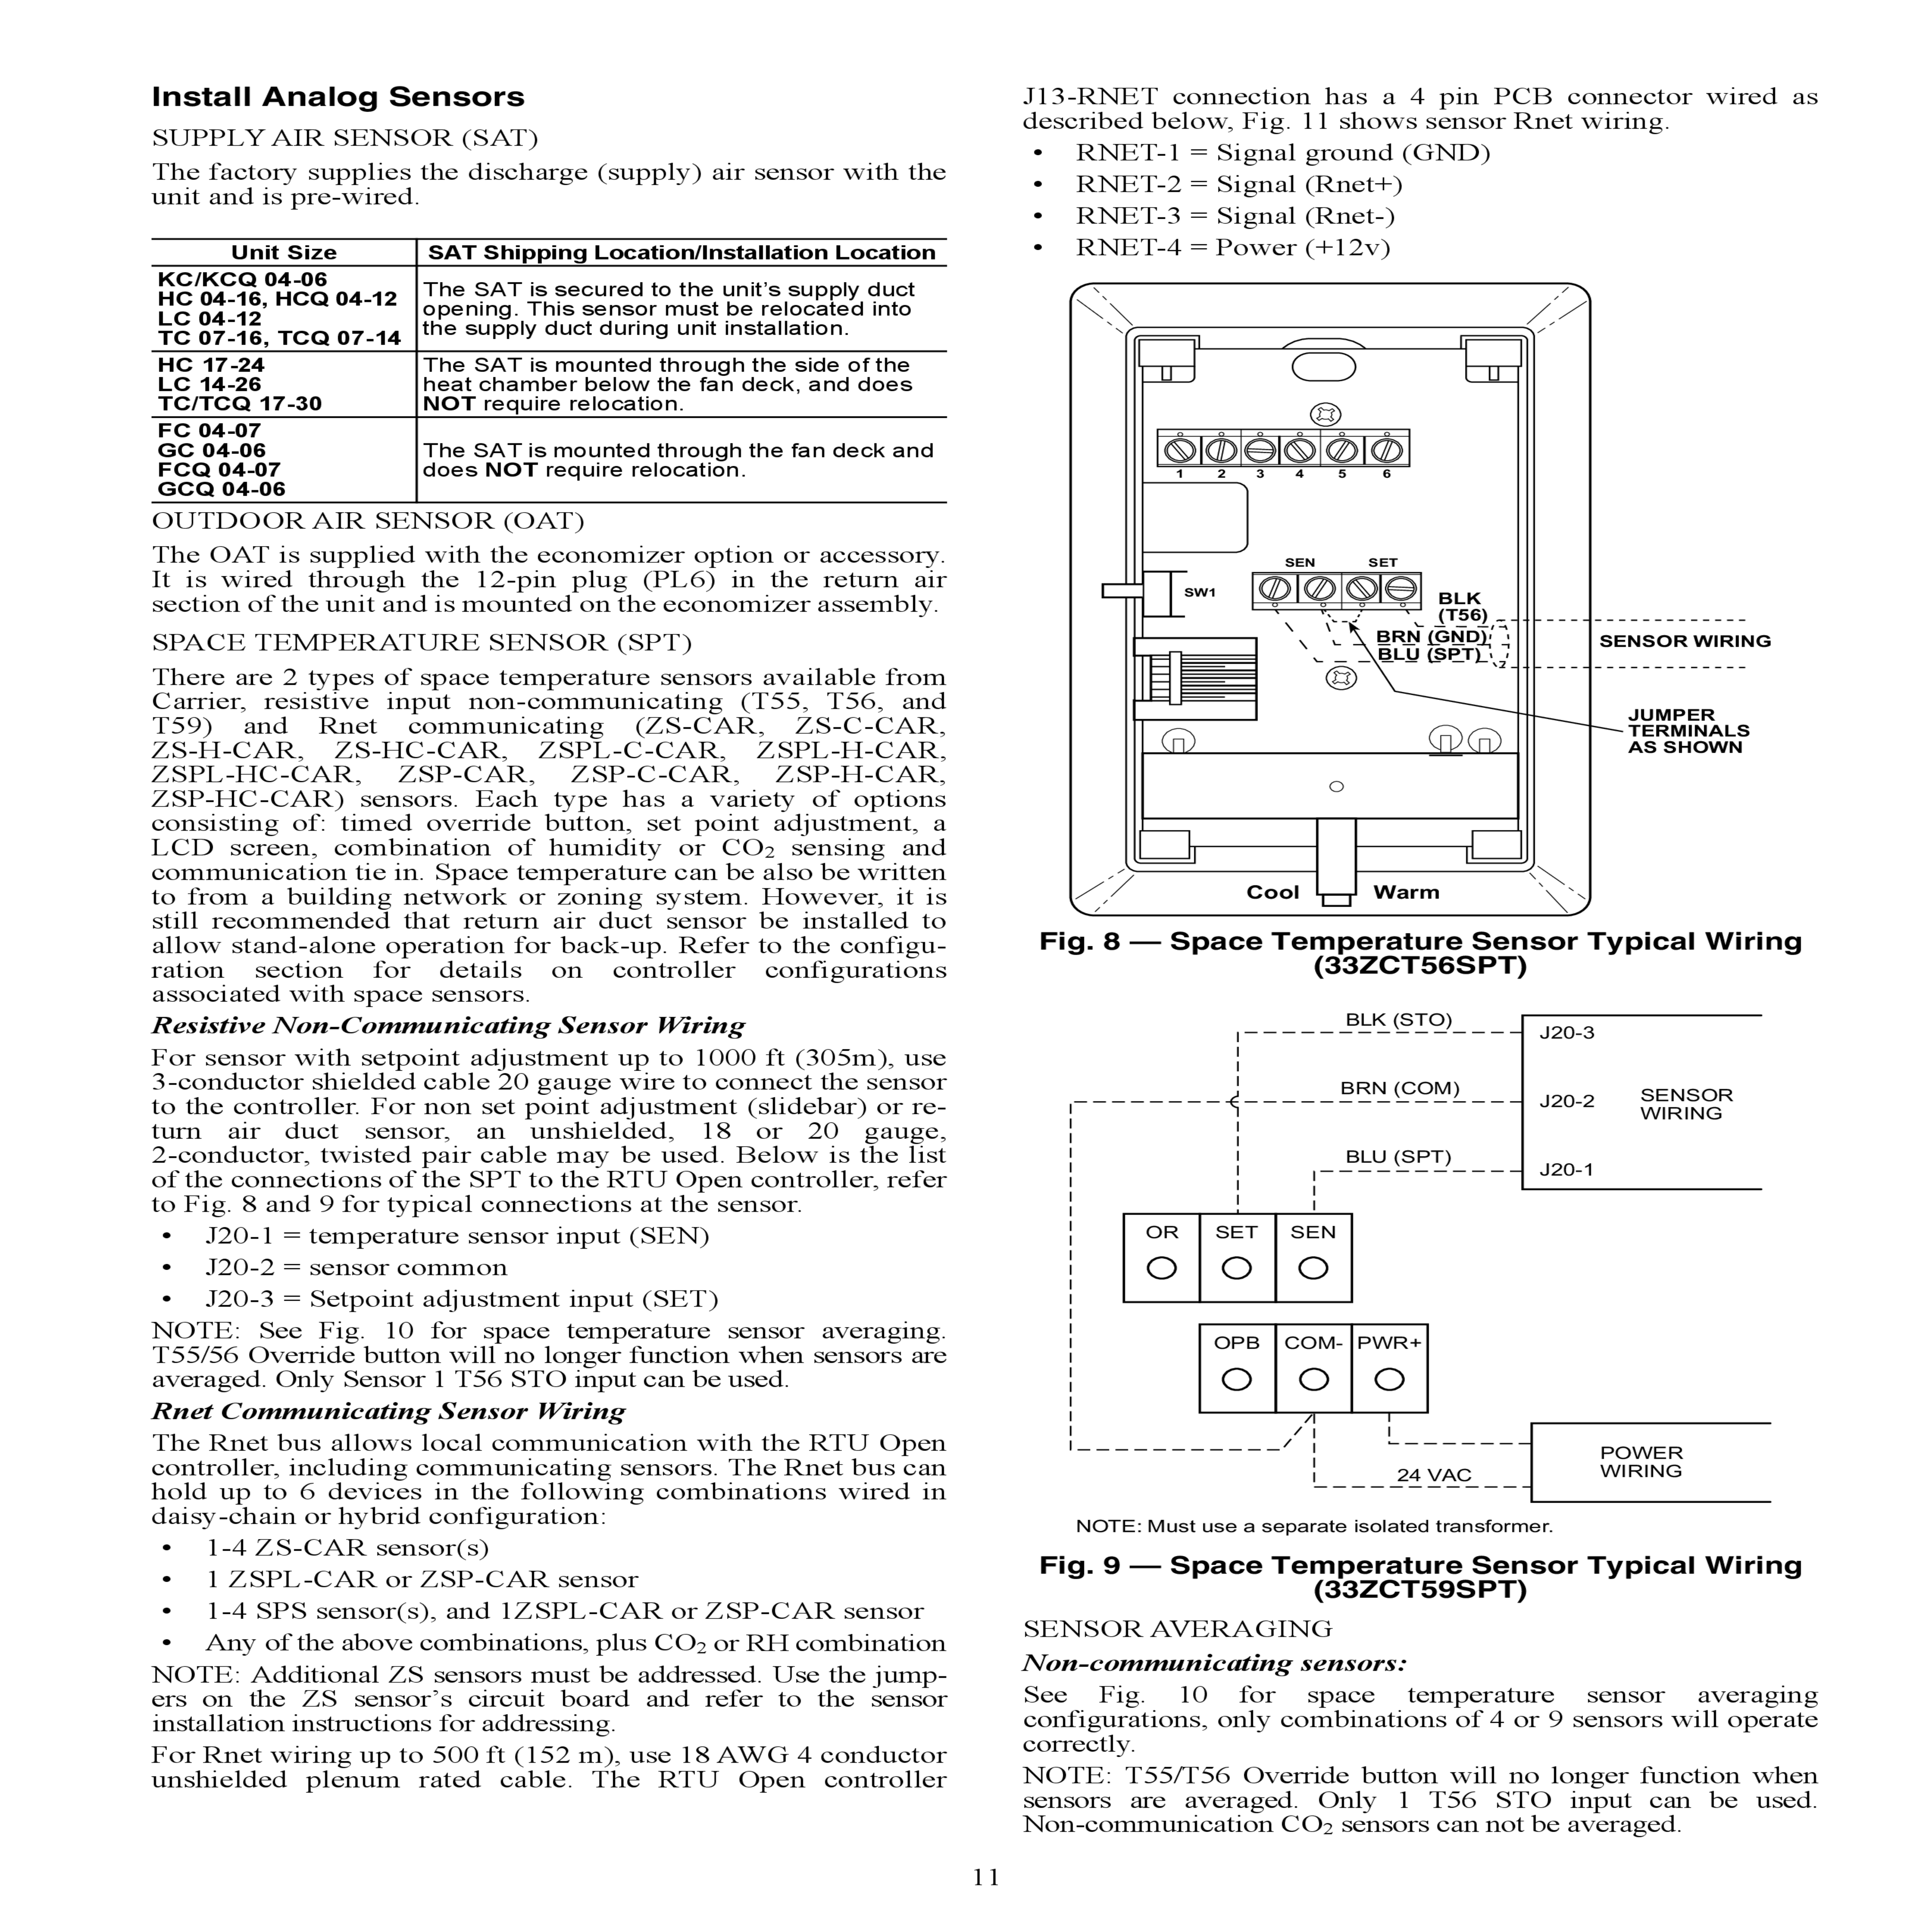 Install Analog Sensors
SUPPLY AIR SENSOR (SAT)
The factory supplies the discharge (supply) air sensor with the
unit and is pre-wired.
Unit Size
SAT Shipping Location/Installation Location
KC/KCQ 04-06
HC 04-16, HCQ 04-12
LC 04-12
TC 07-16, TCQ 07-14
The SAT is secured to the unit’s supply duct
opening. This sensor must be relocated into
the supply duct during unit installation.
HC 17-24
LC 14-26
TC/TCQ 17-30
The SAT is mounted through the side of the
heat chamber below the fan deck, and does
NOT require relocation.
FC 04-07
GC 04-06
FCQ 04-07
GCQ 04-06
The SAT is mounted through the fan deck and
does NOT require relocation.
OUTDOOR AIR SENSOR (OAT)
The OAT is supplied with the economizer option or accessory.
It is wired through the 12-pin plug (PL6) in the return air
section of the unit and is mounted on the economizer assembly.
SPACE TEMPERATURE SENSOR (SPT)
There are 2 types of space temperature sensors available from
Carrier, resistive input non-communicating (T55, T56, and
T59) and Rnet communicating (ZS-CAR, ZS-C-CAR,
ZS-H-CAR, ZS-HC-CAR, ZSPL-C-CAR, ZSPL-H-CAR,
ZSPL-HC-CAR, ZSP-CAR, ZSP-C-CAR, ZSP-H-CAR,
ZSP-HC-CAR) sensors. Each type has a variety of options
consisting of: timed override button, set point adjustment, a
LCD screen, combination of humidity or CO2 sensing and
communication tie in. Space temperature can be also be written
to from a building network or zoning system. However, it is
still recommended that return air duct sensor be installed to
allow stand-alone operation for back-up. Refer to the configu-
ration section for details on controller configurations
associated with space sensors.
Resistive Non-Communicating Sensor Wiring
For sensor with setpoint adjustment up to 1000 ft (305m), use
3-conductor shielded cable 20 gauge wire to connect the sensor
to the controller. For non set point adjustment (slidebar) or re-
turn air duct sensor, an unshielded, 18 or 20 gauge,
2-conductor, twisted pair cable may be used. Below is the list
of the connections of the SPT to the RTU Open controller, refer
to Fig. 8 and 9 for typical connections at the sensor.
• J20-1 = temperature sensor input (SEN)
• J20-2 = sensor common
• J20-3 = Setpoint adjustment input (SET)
NOTE: See Fig. 10 for space temperature sensor averaging.
T55/56 Override button will no longer function when sensors are
averaged. Only Sensor 1 T56 STO input can be used.
Rnet Communicating Sensor Wiring
The Rnet bus allows local communication with the RTU Open
controller, including communicating sensors. The Rnet bus can
hold up to 6 devices in the following combinations wired in
daisy-chain or hybrid configuration:
• 1-4 ZS-CAR sensor(s)
• 1 ZSPL-CAR or ZSP-CAR sensor
• 1-4 SPS sensor(s), and 1ZSPL-CAR or ZSP-CAR sensor
• Any of the above combinations, plus CO2 or RH combination
NOTE: Additional ZS sensors must be addressed. Use the jump-
ers on the ZS sensor’s circuit board and refer to the sensor
installation instructions for addressing.
For Rnet wiring up to 500 ft (152 m), use 18 AWG 4 conductor
unshielded plenum rated cable. The RTU Open controller
J13-RNET connection has a 4 pin PCB connector wired as
described below, Fig. 11 shows sensor Rnet wiring.
• RNET-1 = Signal ground (GND)
• RNET-2 = Signal (Rnet+)
• RNET-3 = Signal (Rnet-)
• RNET-4 = Power (+12v)
1 2 3 4 5 6
SEN SET
SW1
BLK
(T56)
BRN (GND)
BLU (SPT)
SENSOR WIRING
JUMPER
TERMINALS
AS SHOWN
Cool Warm
Fig. 8 — Space Temperature Sensor Typical Wiring
(33ZCT56SPT)
BLK (STO)
J20-3
BRN (COM)
J20-2
SENSOR
WIRING
BLU (SPT)
J20-1
OR SET SEN
OPB COM- PWR+
POWER
WIRING
24 VAC
NOTE: Must use a separate isolated transformer.
Fig. 9 — Space Temperature Sensor Typical Wiring
(33ZCT59SPT)
SENSOR AVERAGING
Non-communicating sensors:
See Fig. 10 for space temperature sensor averaging
configurations, only combinations of 4 or 9 sensors will operate
correctly.
NOTE: T55/T56 Override button will no longer function when
sensors are averaged. Only 1 T56 STO input can be used.
Non-communication CO2 sensors can not be averaged.
11